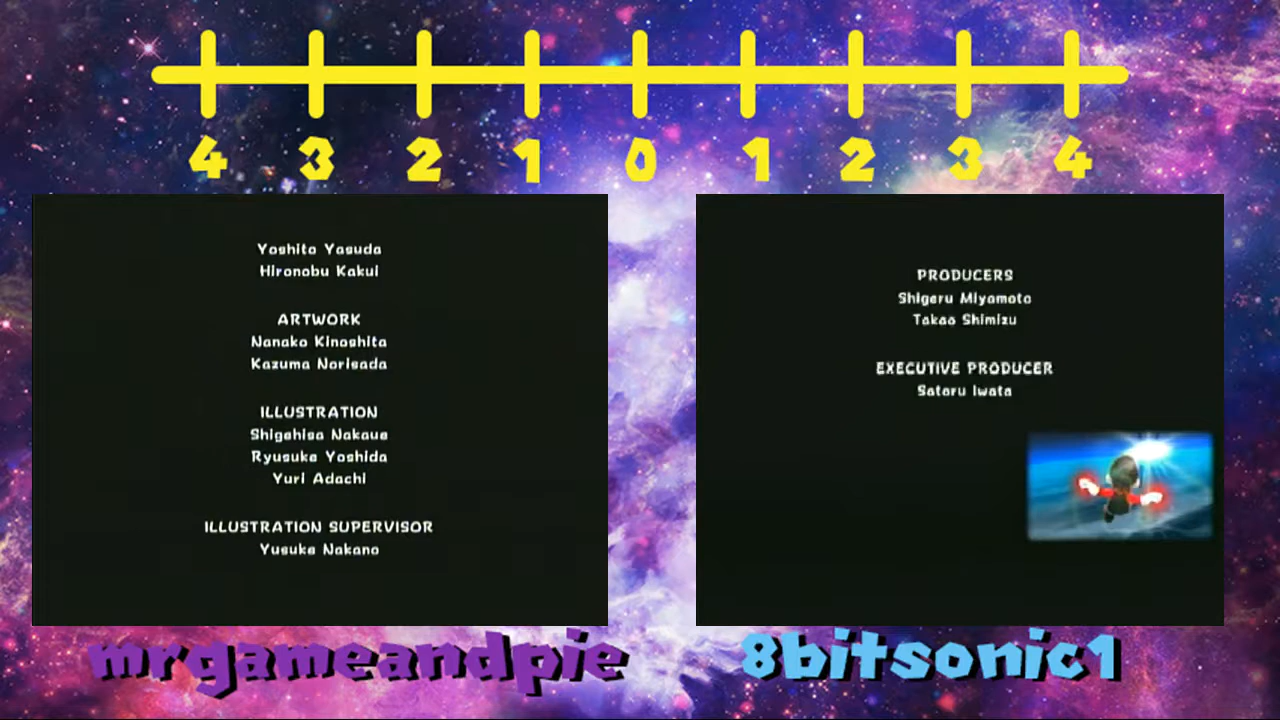 4 3 2 1 0 1 2 3 4
Yoshito Yasuda
Hironobu Kakui
ARTWORK
Nanako Kinoshita
Kazuma Norisada
ILLUSTRATION
Shigehisa Nakaue
Ryusuke Yoshida
Yuri Adachi
ILLUSTRATION SUPERVISOR
Yusuke Nakano
PRODUCERS
Shigeru Miyamoto
Takao Shimizu
EXECUTIVE PRODUCER
Satoru Iwata
mrgameandpie
8bitsonic1